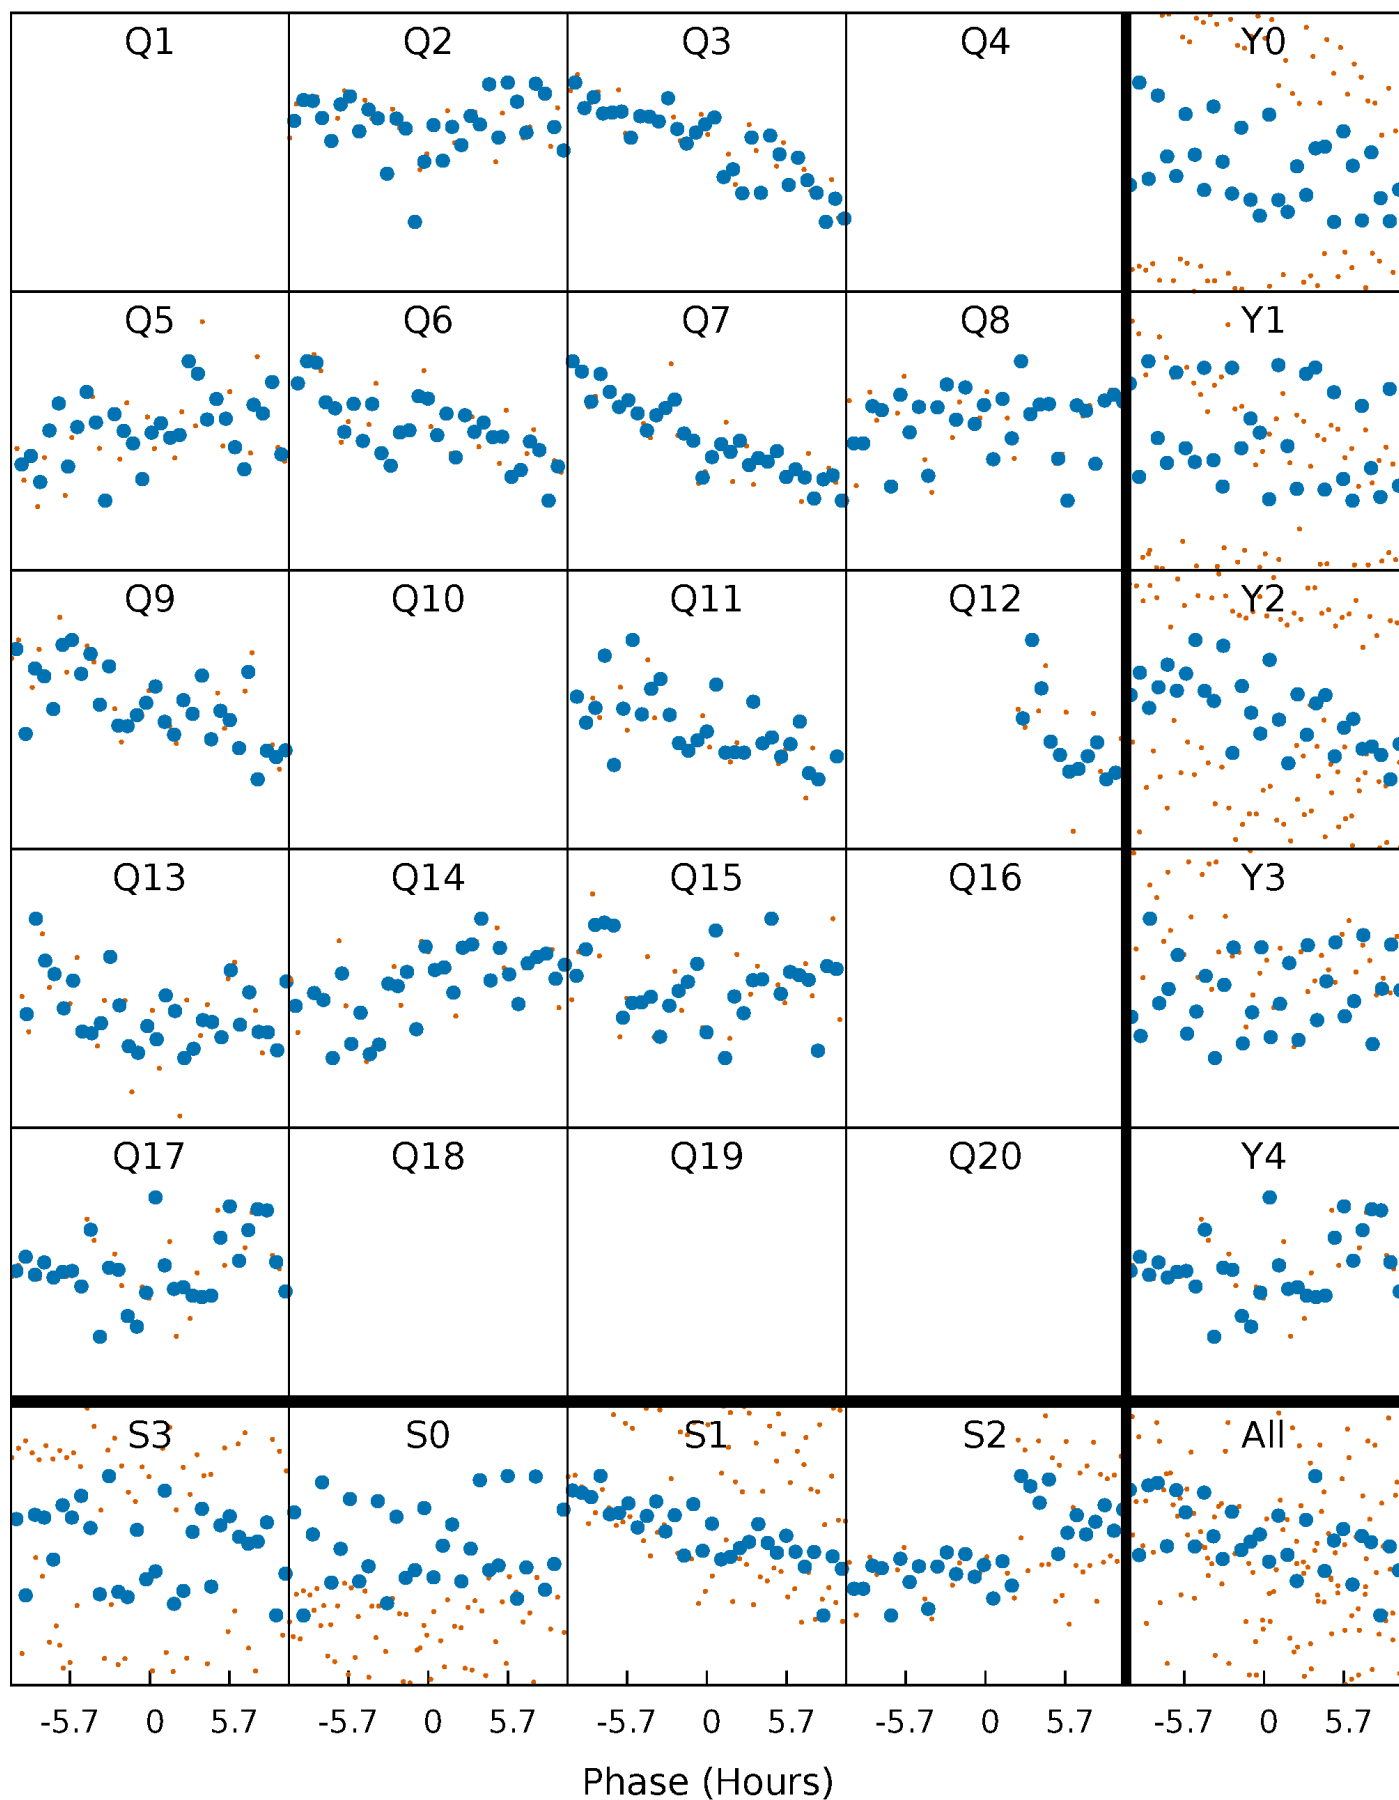 Q1 Q2 Q3 Q4 Y0
Q5 Q6 Q7 Q8 Y1
Q9 Q10 Q11 Q12 Y2
Q13 Q14 Q15 Q16 Y3
Q17 Q18 Q19 Q20 Y4
S3 S0 S1 S2 All
-5.7 0 5.7 -5.7 0 5.7 -5.7 0 5.7 -5.7 0 5.7 -5.7 0 5.7
Phase (Hours)